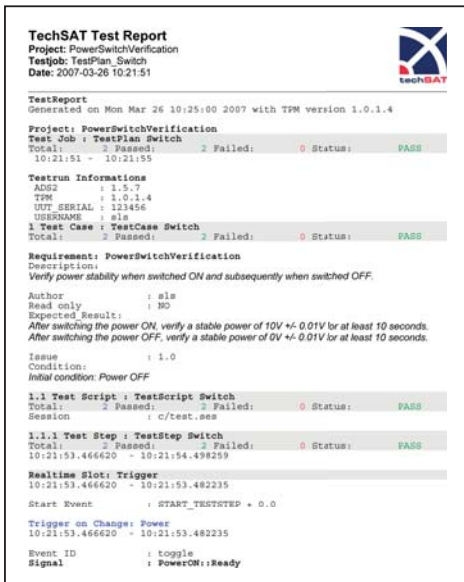 TechSAT Test Report
Project: PowerSwitchVerification
Testjob: TestPlan_Switch
Date: 2007-03-26 10:21:51
techSAT
TestReport
Generated on Mon Mar 26 10:25:00 2007 with TPM version 1.0.1.4
Project: PowerSwitchVerification
Test Job : TestPlan Switch
Total: 2 Passed: 2 Failed: 0 Status: PASS
10:21:51 - 10:21:55
Testrun Informations
ADS2 : 1.5.7
TPM : 1.0.1.4
UUT_SERIAL : 123456
USERNAME : sls
1 Test Case : TestCase Switch
Total: 2 Passed: 2 Failed: 0 Status: PASS
Requirement: PowerSwitchVerification
Description:
Verify power stability when switched ON and subsequently when switched OFF.
Author : sls
Read only : NO
Expected_Result:
After switching the power ON, verify a stable power of 10V +/- 0.01V for at least 10 seconds.
After switching the power OFF, verify a stable power of 0V +/- 0.01V for at least 10 seconds.
Issue : 1.0
Condition:
Initial condition: Power OFF
1.1 Test Script : TestScript Switch
Total: 2 Passed: 2 Failed: 0 Status: PASS
Session : c/test.ses
1.1.1 Test Step : TestStep Switch
Total: 2 Passed: 2 Failed: 0 Status: PASS
10:21:53.466620 - 10:21:54.498259
Realtime Slot: Trigger
10:21:53.466620 - 10:21:53.482235
Start Event : START_TESTSTEP + 0.0
Trigger on Change: Power
10:21:53.466620 - 10:21:53.482235
Event ID : toggle
Signal : PowerON::Ready